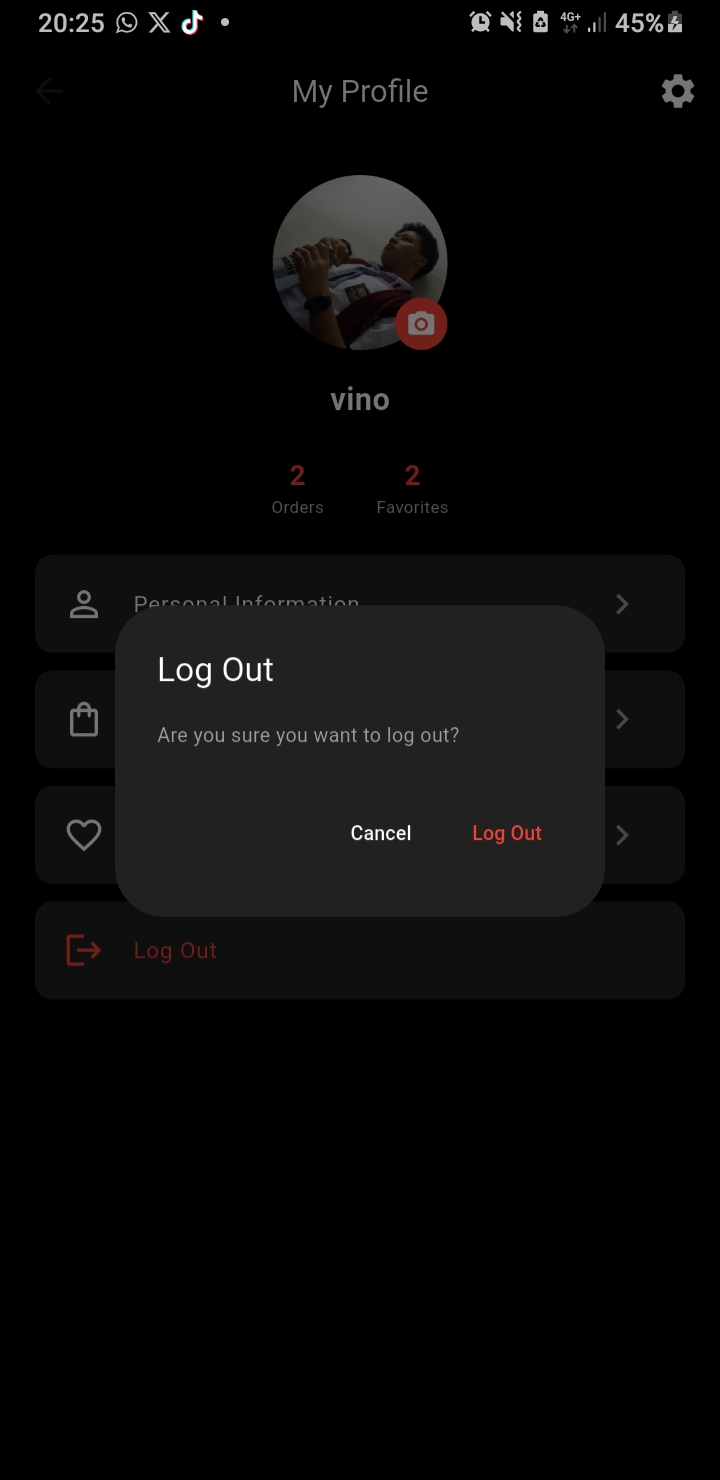 20:25 4G+ 45%
My Profile
vino
2 2
Orders Favorites
Personal Information
Log Out
Are you sure you want to log out?
Cancel Log Out
Log Out